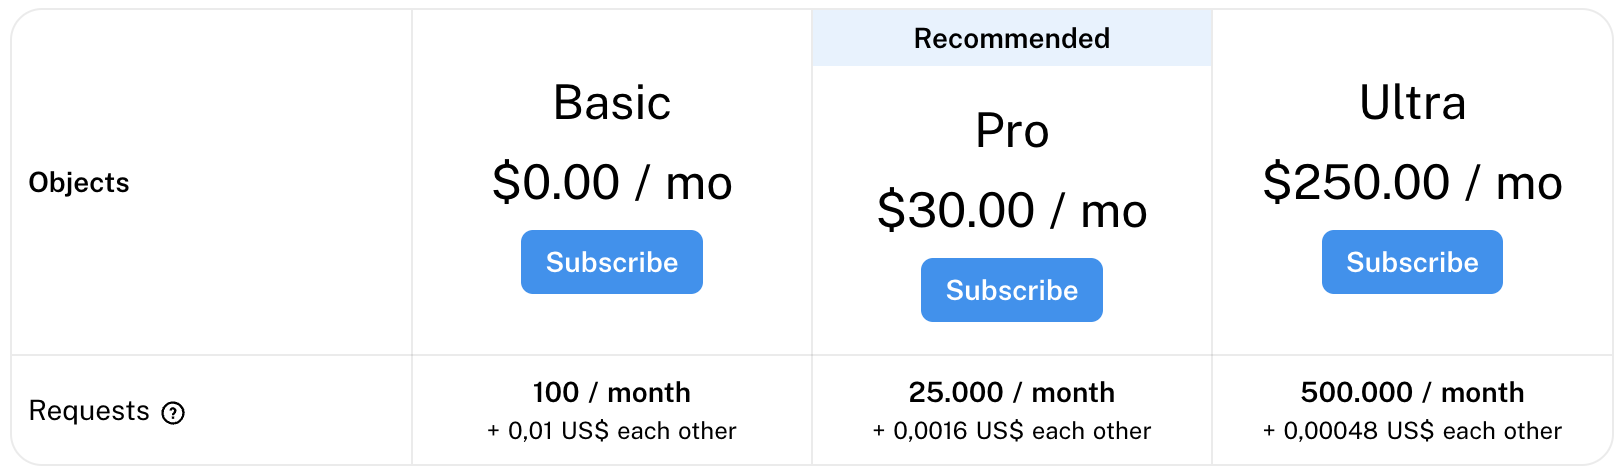 Recommended
Basic
Pro
Ultra
Objects
$0.00 / mo
$30.00 / mo
$250.00 / mo
Subscribe
Subscribe
Subscribe
Requests ?
100 / month
25.000 / month
500.000 / month
+ 0,01 US$ each other
+ 0,0016 US$ each other
+ 0,00048 US$ each other